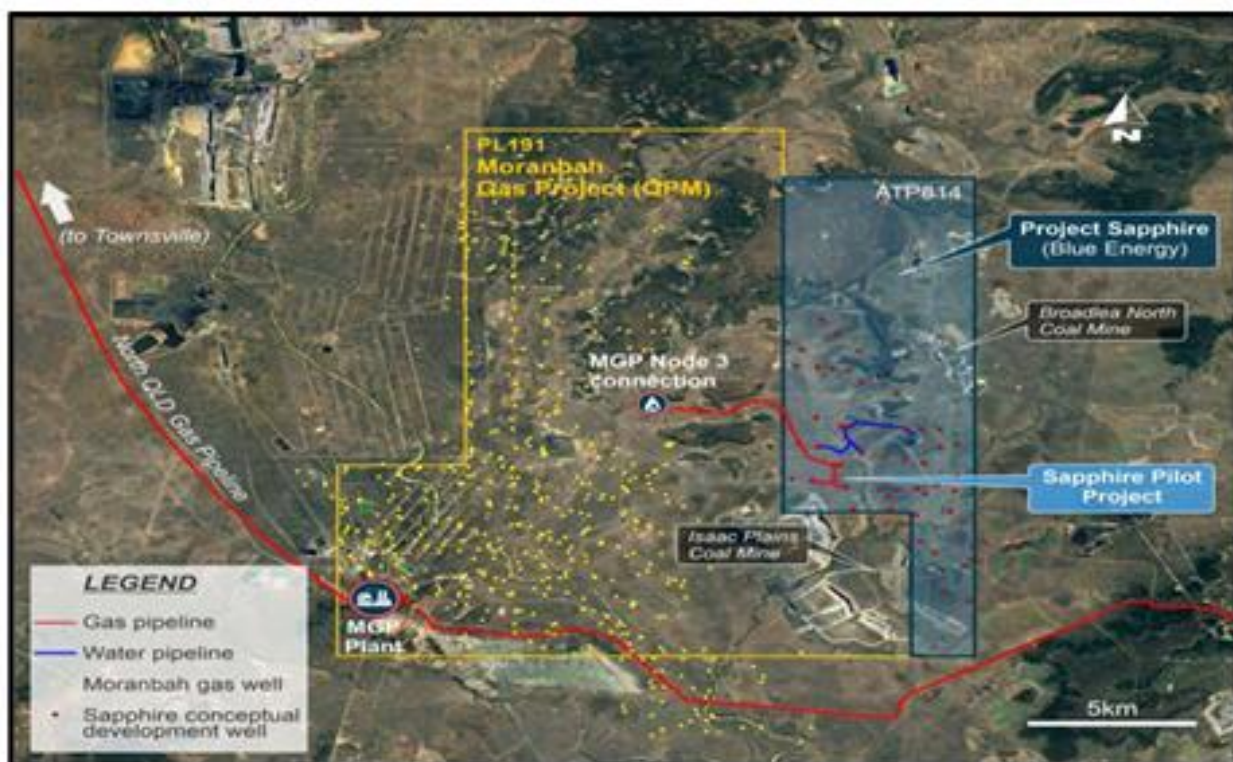 PL191
Moranbah
Gas Project (QPM)
ATP814
N
(to Townsville)
Project Sapphire
(Blue Energy)
Broadlea North
Coal Mine
North QLD Gas Pipeline
MGP Node 3
connection
Sapphire Pilot
Project
Isaac Plains
Coal Mine
MGP
Plant
LEGEND
Gas pipeline
Water pipeline
Moranbah gas well
Sapphire conceptual
development well
5km